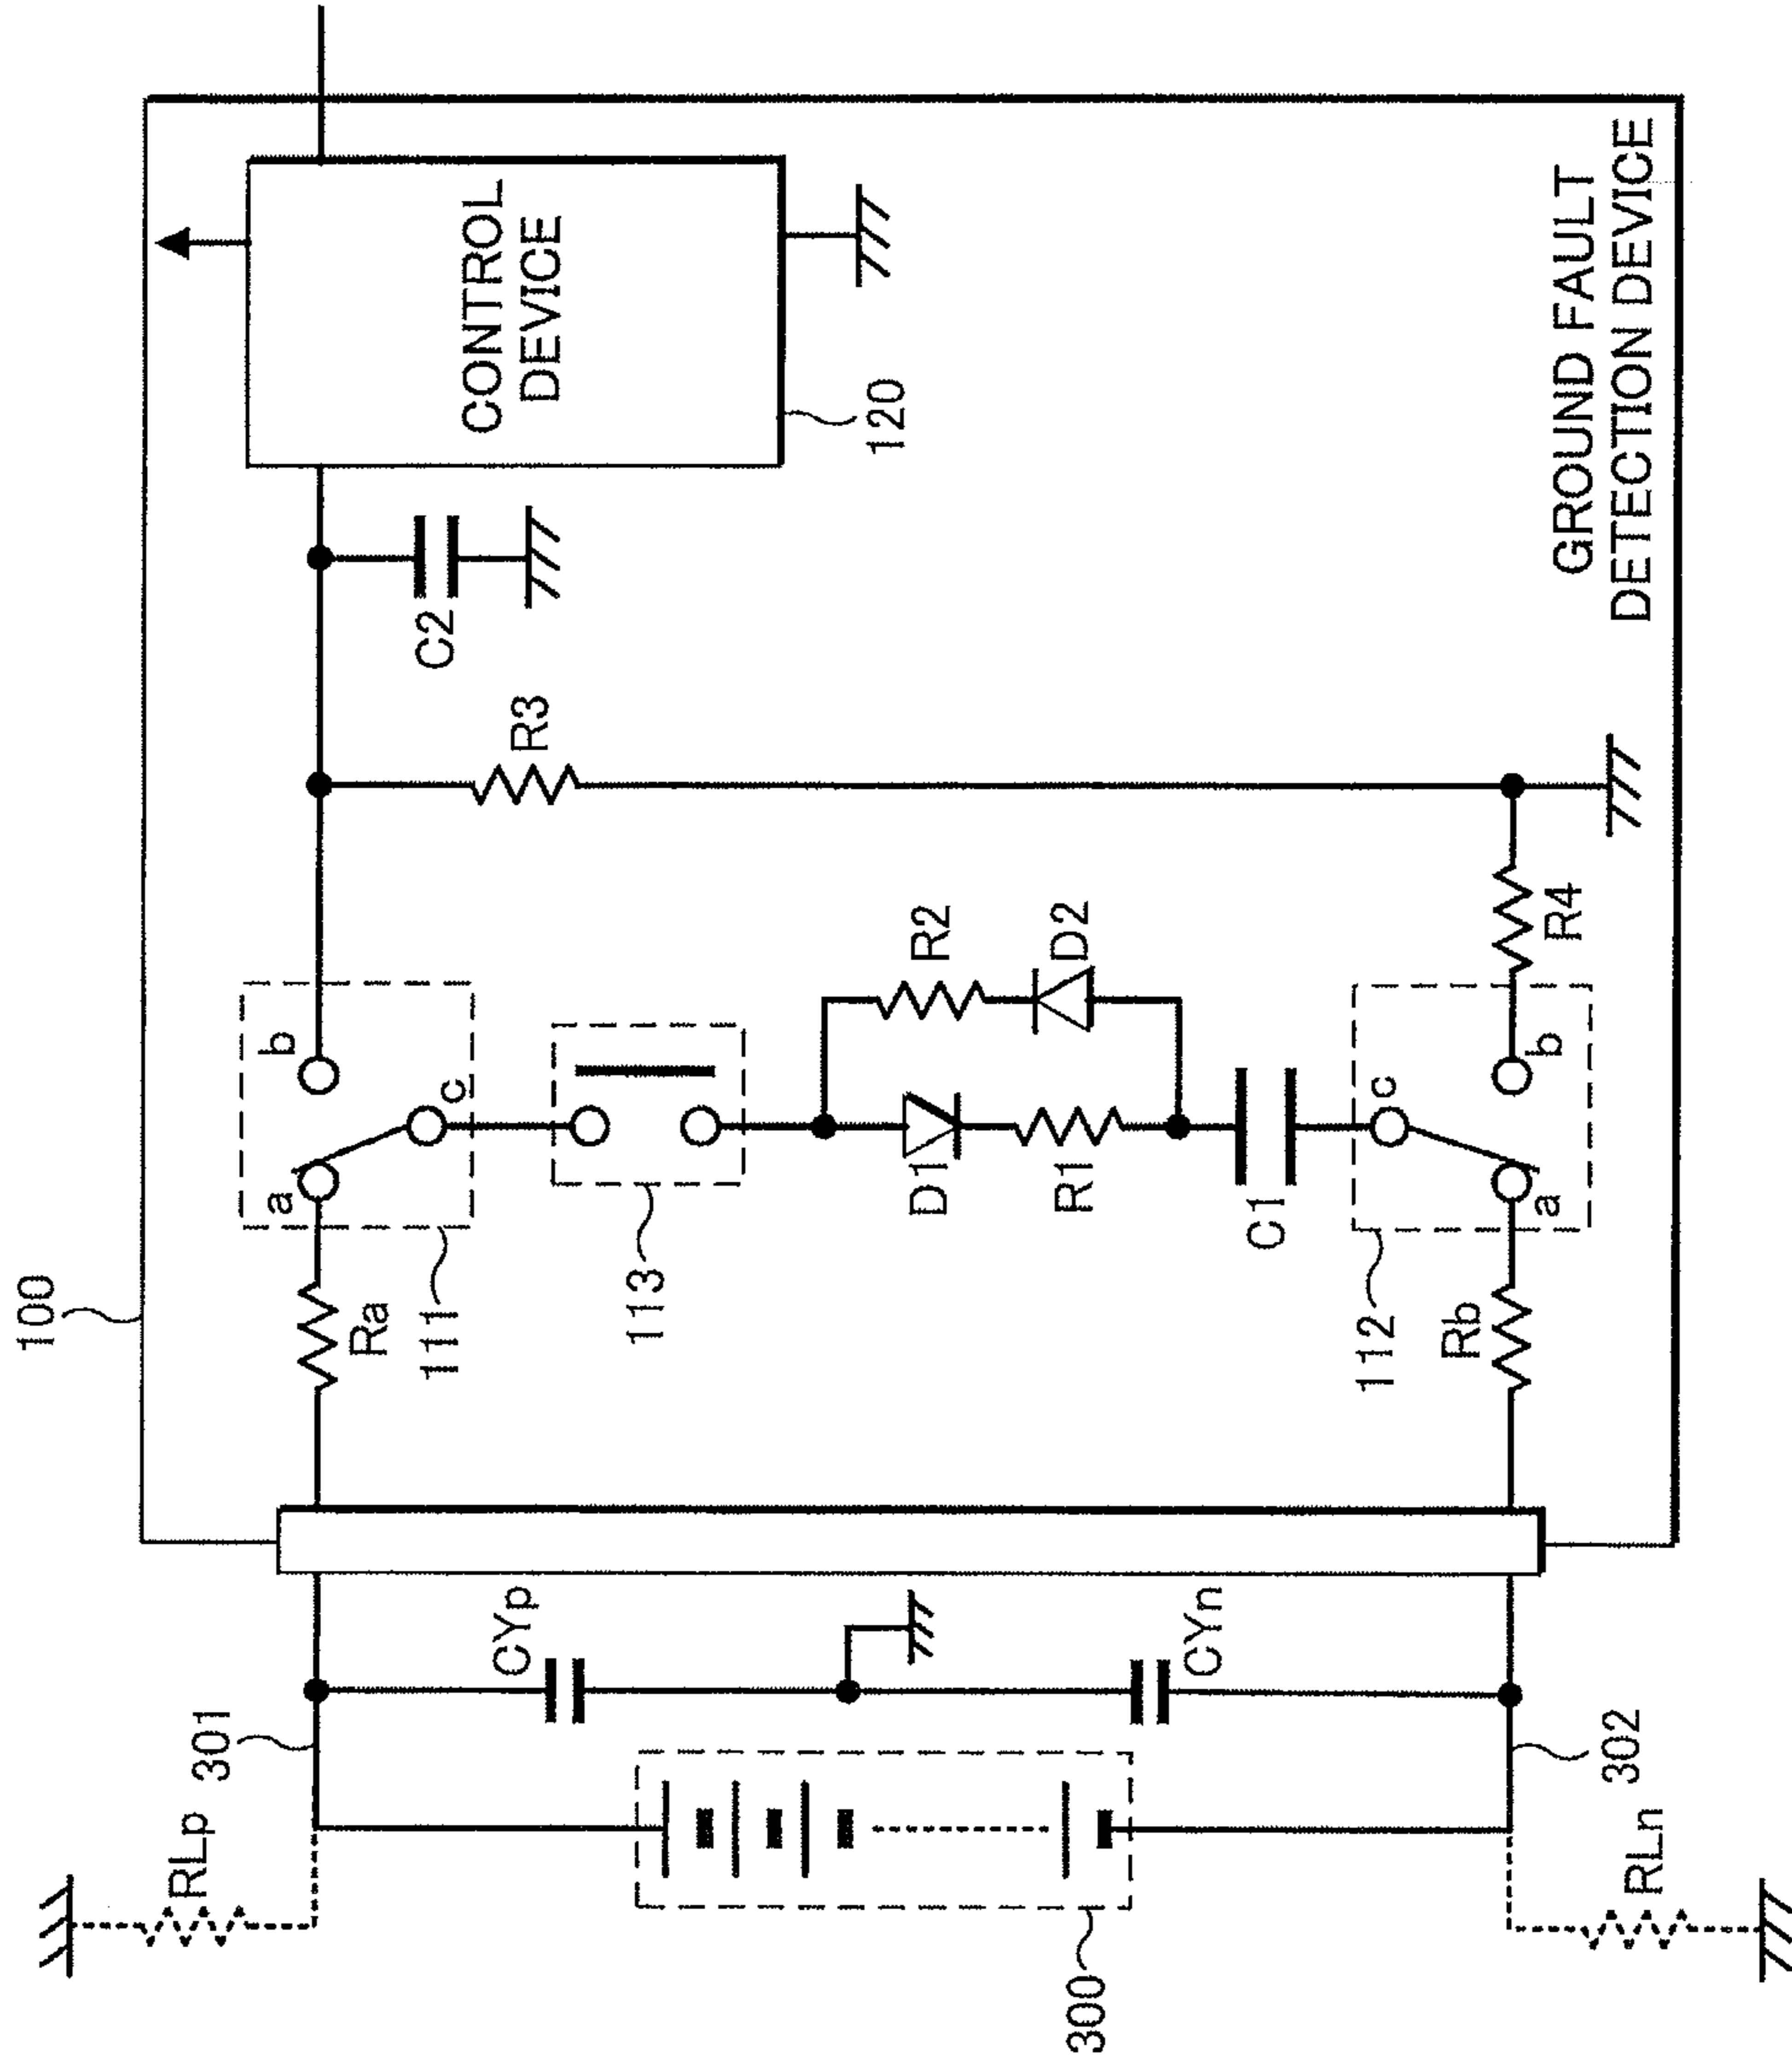 100
CONTROL
DEVICE
120
C2
R3
GROUND FAULT
DETECTION DEVICE
Ra
111
a
b
c
113
R2
D2
D1
R1
C1
112
c
a
b
Rb
R4
301
CYp
CYn
302
RLp
RLn
300